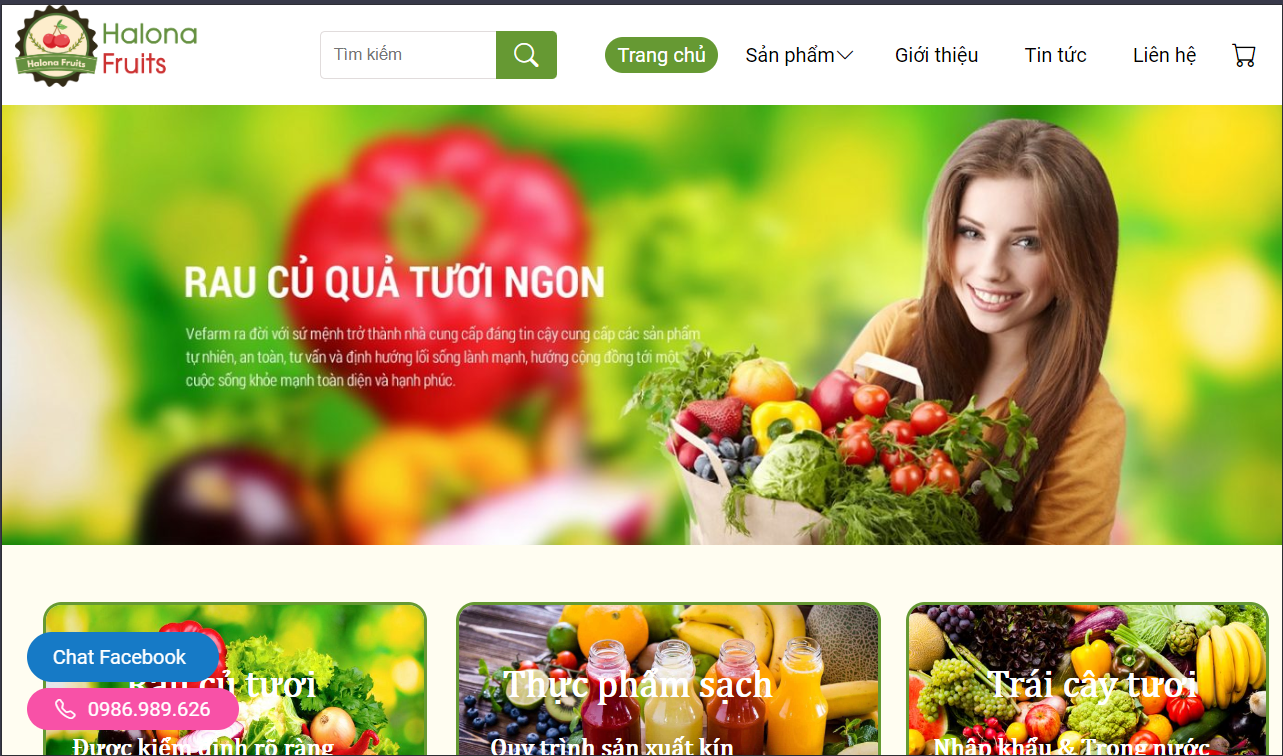 Halona
Fruits
Halona Fruits
Tìm kiếm
Trang chủ
Sản phẩm
Giới thiệu
Tin tức
Liên hệ
RAU CỦ QUẢ TƯƠI NGON
Vefarm ra đời với sứ mệnh trở thành nhà cung cấp đáng tin cậy cung cấp các sản phẩm
tự nhiên, an toàn, tư vấn và định hướng lối sống lành mạnh, hướng cộng đồng tới một
cuộc sống khỏe mạnh toàn diện và hạnh phúc.
Chat Facebook
Rau củ tươi
0986.989.626
Được kiểm định rõ ràng
Thực phẩm sạch
Quy trình sản xuất kín
Trái cây tươi
Nhập khẩu & Trong nước